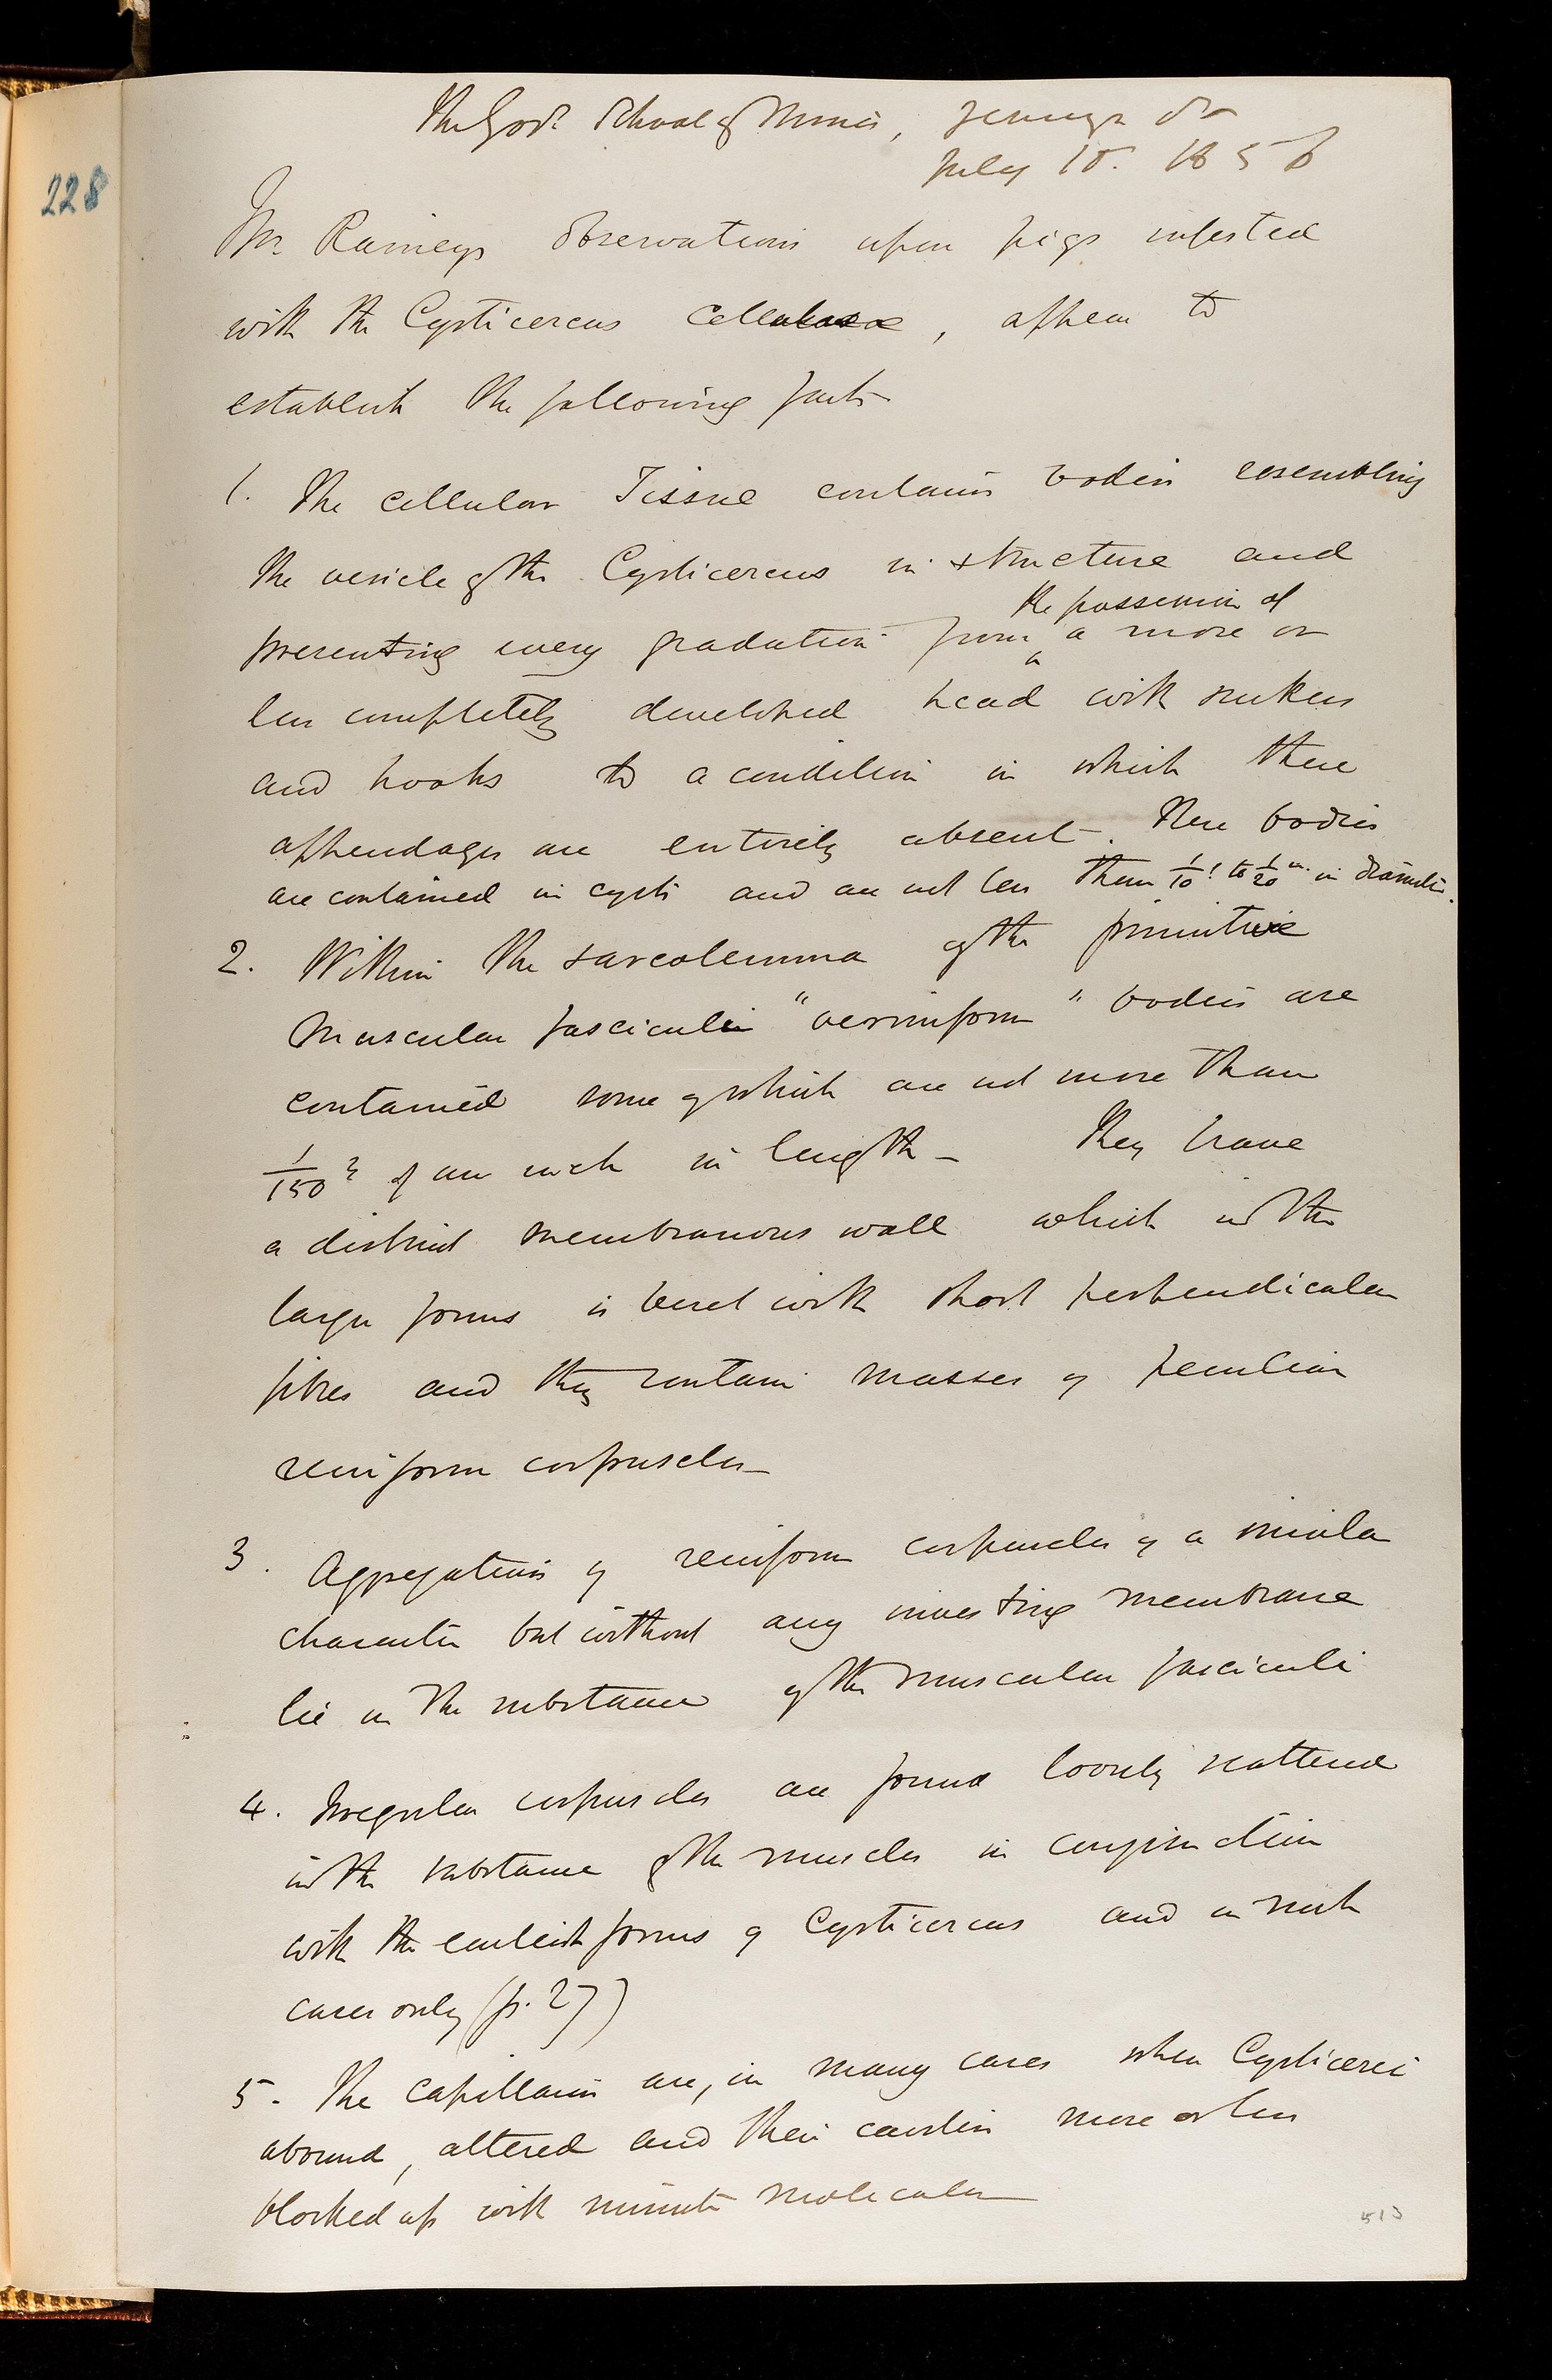 228
The Govt School of Mines, Jermyn St
July 15. 1856
Mr. Rainey's Observations upon pigs infested
with the Cysticercus cellulosae, appear to
establish the following facts
1. The cellular Tissue contains bodies resembling
the vesicle of the Cysticercus in structure and
the possession of
presenting every gradation from a more or
less completely developed head with suckers
and hooks to a condition in which these
appendages are entirely absent. These bodies
are contained in cysts and are not less than 1/10 to 1/20 in. in diameter.
2. Within the sarcolemma of the primitive
muscular fasciculi "vermiform" bodies are
contained some of which are not more than
1/150 of an inch in length - They have
a distinct membranous wall which in the
larger forms is beset with short perpendicular
fibres and they contain masses of peculiar
reniform corpuscles -
3. Aggregations of reniform corpuscles of a similar
character but without any investing membrane
lie in the substance of the muscular fasciculi
4. Irregular corpuscles are found loosely scattered
in the substance of the muscles in conjunction
with the earliest forms of Cysticercus and in such
cases only (p. 27)
5. The capillaries are, in many cases when Cysticerci
abound, altered and their cavities more or less
blocked up with minute molecular
513